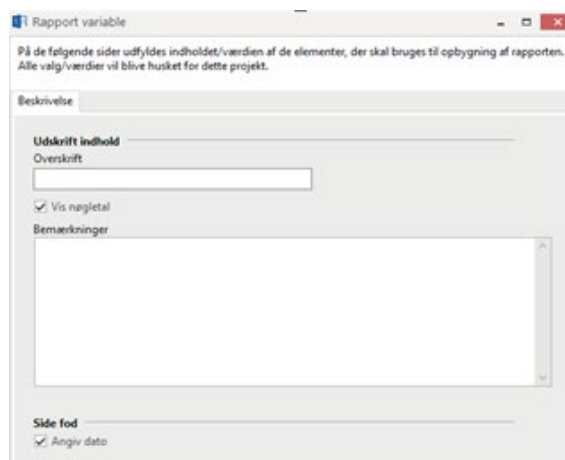 Rapport variable
På de følgende sider udfyldes indholdet/værdien af de elementer, der skal bruges til opbygning af rapporten.
Alle valg/værdier vil blive husket for dette projekt.
Beskrivelse
Udskrift indhold
Overskrift
Vis nøgletal
Bemærkninger
Side fod
Angiv dato